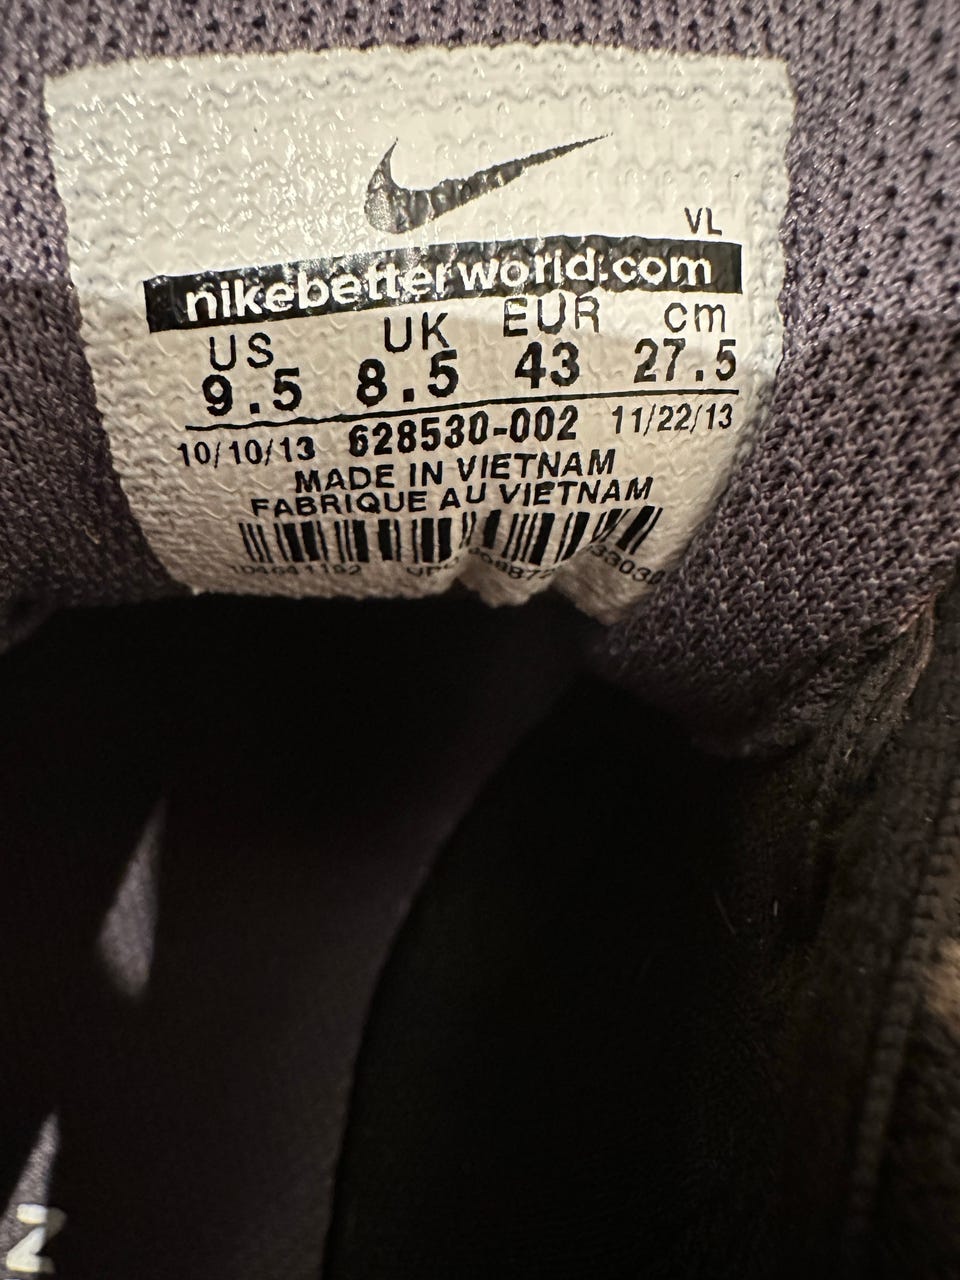 VL
nikebetterworld.com
US UK EUR cm
9.5 8.5 43 27.5
10/10/13 628530-002 11/22/13
MADE IN VIETNAM
FABRIQUE AU VIETNAM